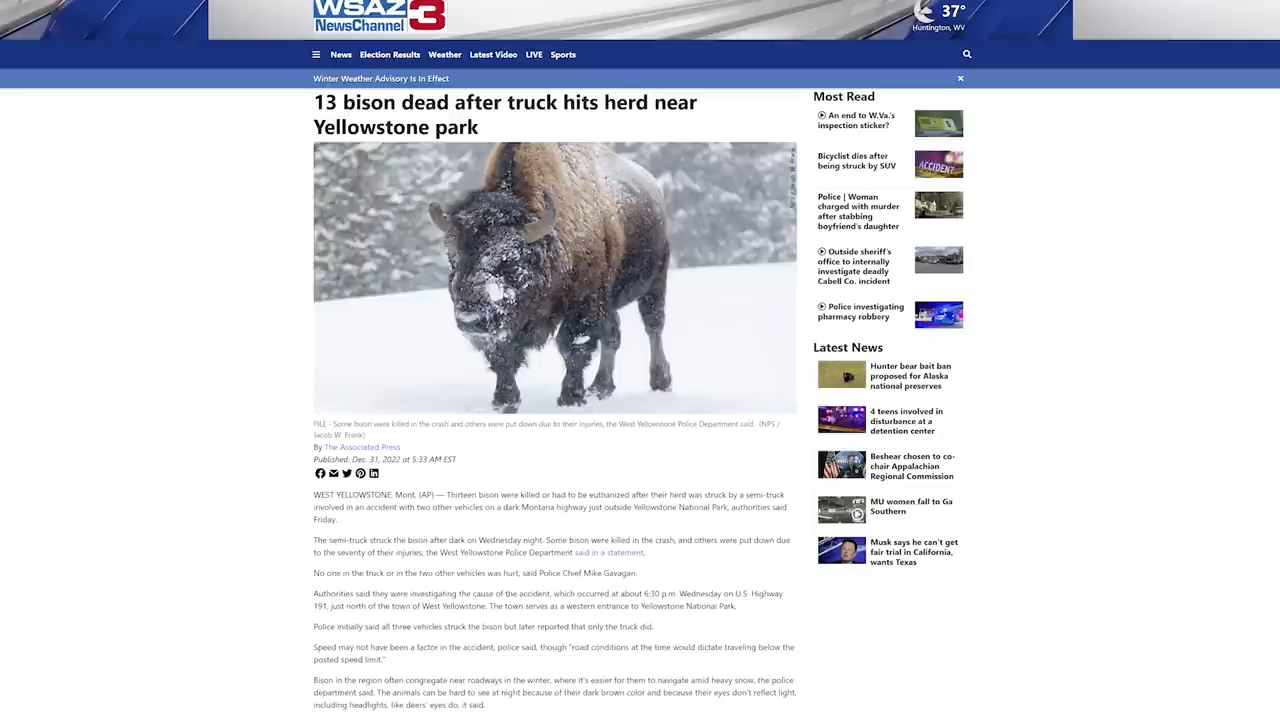 WSAZ 3
NewsChannel
37°
Huntington, WV
News Election Results Weather Latest Video LIVE Sports
Winter Weather Advisory Is In Effect
13 bison dead after truck hits herd near
Yellowstone park
FILE - Some bison were killed in the crash and others were put down due to their injuries, the West Yellowstone Police Department said. (NPS /
Jacob W. Frank)
By The Associated Press
Published: Dec. 31, 2022 at 5:33 AM EST
WEST YELLOWSTONE, Mont. (AP) — Thirteen bison were killed or had to be euthanized after their herd was struck by a semi-truck
involved in an accident with two other vehicles on a dark Montana highway just outside Yellowstone National Park, authorities said
Friday.
The semi-truck struck the bison after dark on Wednesday night. Some bison were killed in the crash, and others were put down due
to the severity of their injuries, the West Yellowstone Police Department said in a statement.
No one in the truck or in the two other vehicles was hurt, said Police Chief Mike Gavagan.
Authorities said they were investigating the cause of the accident, which occurred at about 6:30 p.m. Wednesday on U.S. Highway
191, just north of the town of West Yellowstone. The town serves as a western entrance to Yellowstone National Park.
Police initially said all three vehicles struck the bison but later reported that only the truck did.
Speed may not have been a factor in the accident, police said, though "road conditions at the time would dictate traveling below the
posted speed limit."
Bison in the region often congregate near roadways in the winter, where it's easier for them to navigate amid heavy snow, the police
department said. The animals can be hard to see at night because of their dark brown color and because their eyes don't reflect light,
including headlights, like deers' eyes do, it said.
Most Read
An end to W.Va.'s
inspection sticker?
Bicyclist dies after
being struck by SUV
ACCIDENT
Police | Woman
charged with murder
after stabbing
boyfriend's daughter
Outside sheriff's
office to internally
investigate deadly
Cabell Co. incident
Police investigating
pharmacy robbery
Latest News
Hunter bear bait ban
proposed for Alaska
national preserves
4 teens involved in
disturbance at a
detention center
Beshear chosen to co-
chair Appalachian
Regional Commission
MU women fall to Ga
Southern
Musk says he can't get
fair trial in California,
wants Texas